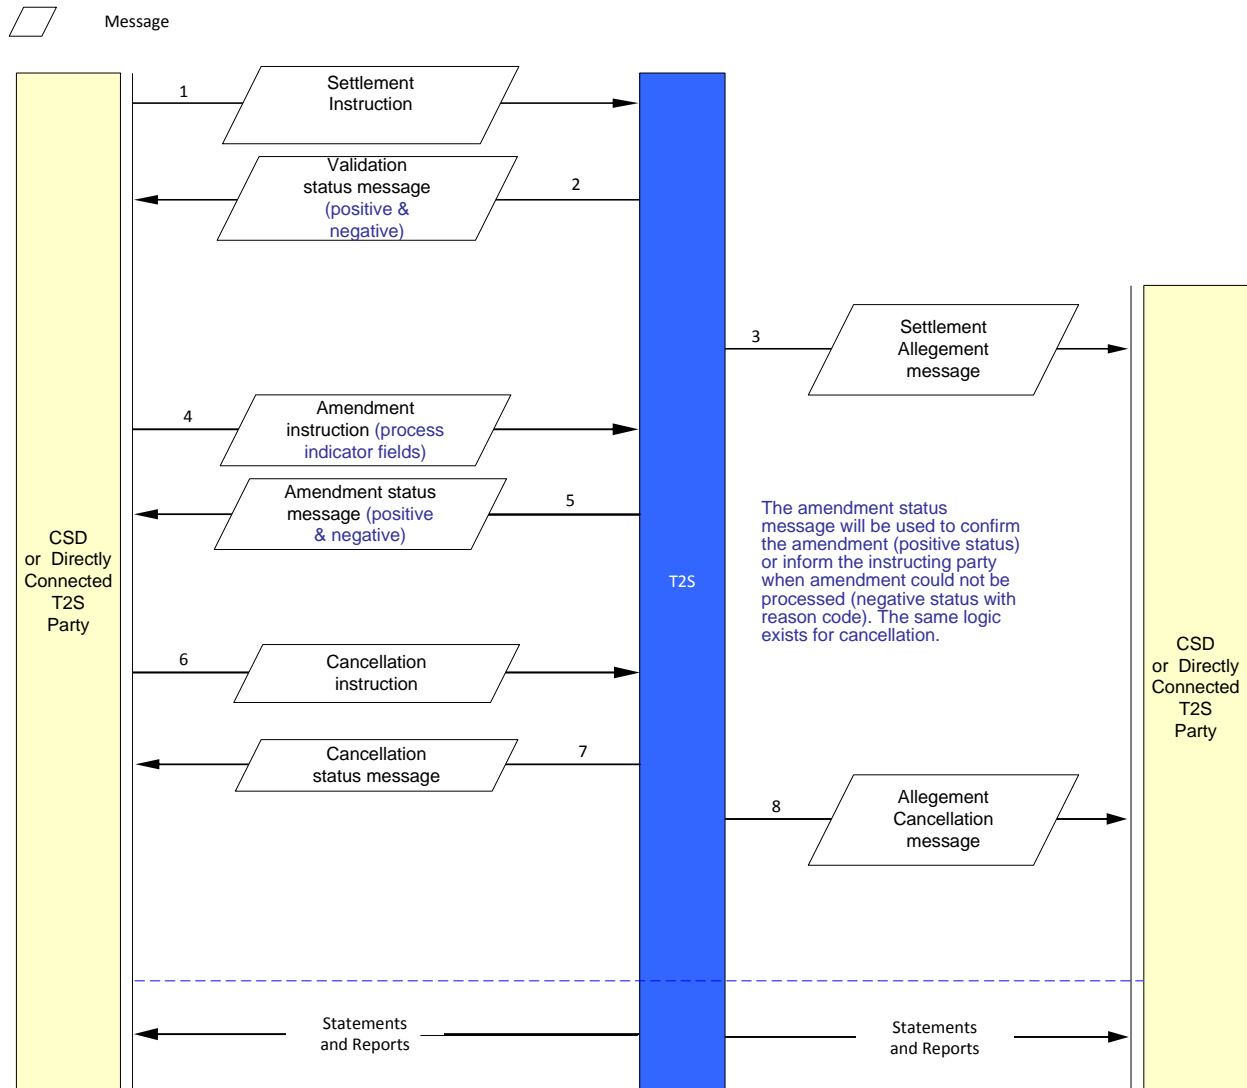 Message
1
Settlement
Instruction
Validation
status message
(positive &
negative)
2
3
Settlement
Allegement
message
4
Amendment
instruction (process
indicator fields)
Amendment status
message (positive
& negative)
5
The amendment status
message will be used to confirm
the amendment (positive status)
or inform the instructing party
when amendment could not be
processed (negative status with
reason code). The same logic
exists for cancellation.
CSD
or Directly
Connected
T2S
Party
T2S
CSD
or Directly
Connected
T2S
Party
6
Cancellation
instruction
Cancellation
status message
7
8
Allegement
Cancellation
message
Statements
and Reports
Statements
and Reports